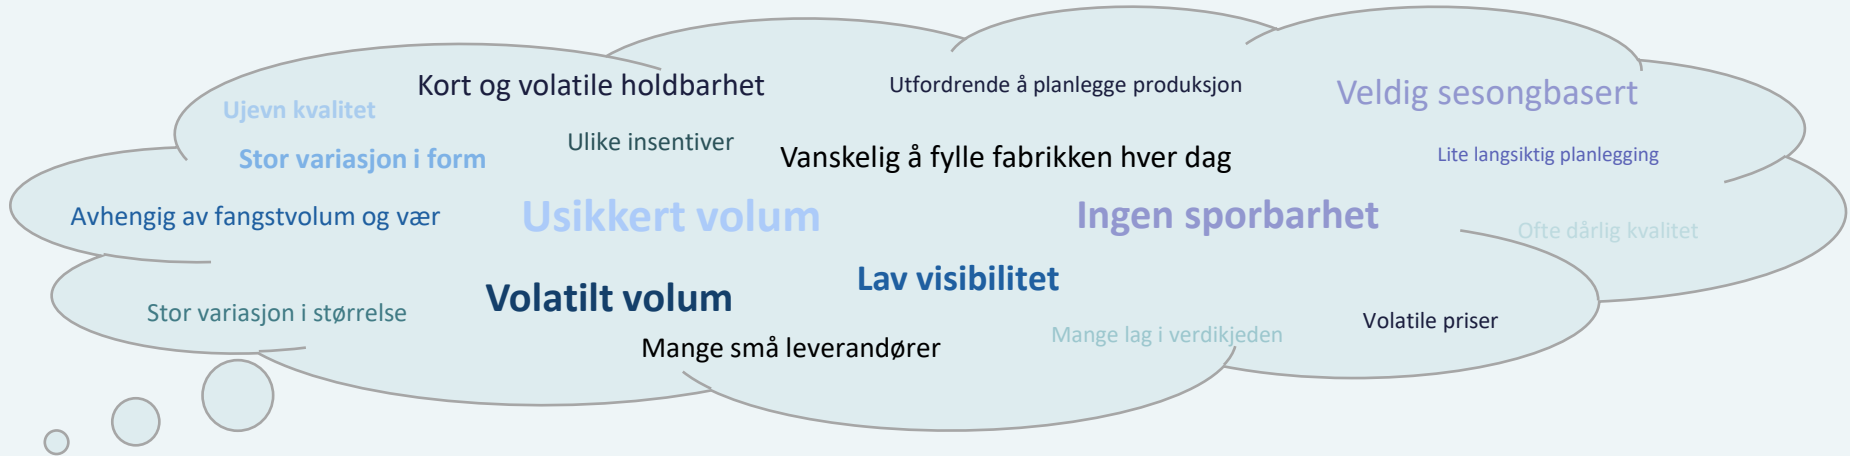 Kort og volatile holdbarhet
Utfordrende å planlegge produksjon
Veldig sesongbasert
Ujevn kvalitet
Ulike insentiver
Stor variasjon i form
Vanskelig å fylle fabrikken hver dag
Lite langsiktig planlegging
Avhengig av fangstvolum og vær
Usikkert volum
Ingen sporbarhet
Ofte dårlig kvalitet
Lav visibilitet
Volatilt volum
Stor variasjon i størrelse
Mange lag i verdikjeden
Volatile priser
Mange små leverandører